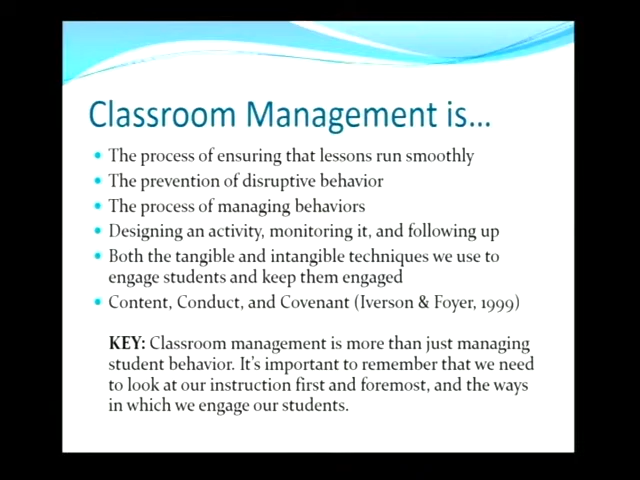 Classroom Management is...
The process of ensuring that lessons run smoothly
The prevention of disruptive behavior
The process of managing behaviors
Designing an activity, monitoring it, and following up
Both the tangible and intangible techniques we use to
engage students and keep them engaged
Content, Conduct, and Covenant (Iverson & Foyer, 1999)
KEY: Classroom management is more than just managing
student behavior. It's important to remember that we need
to look at our instruction first and foremost, and the ways
in which we engage our students.